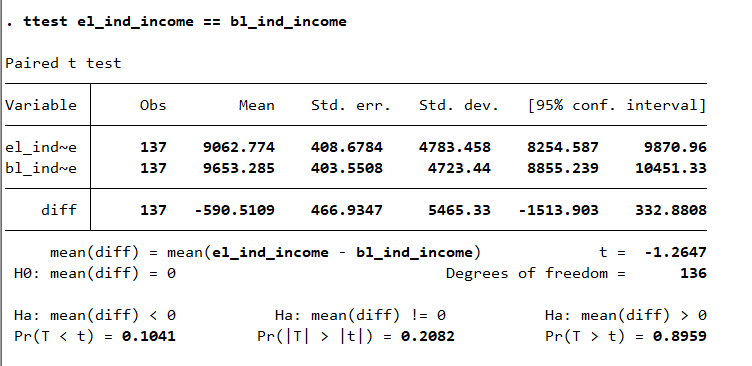 . ttest el_ind_income == bl_ind_income
Paired t test
Variable Obs Mean Std. err. Std. dev. [95% conf. interval]
el_ind~e 137 9062.774 408.6784 4783.458 8254.587 9870.96
bl_ind~e 137 9653.285 403.5508 4723.44 8855.239 10451.33
diff 137 -590.5109 466.9347 5465.33 -1513.903 332.8808
mean(diff) = mean(el_ind_income - bl_ind_income) t = -1.2647
H0: mean(diff) = 0 Degrees of freedom = 136
Ha: mean(diff) < 0 Ha: mean(diff) != 0 Ha: mean(diff) > 0
Pr(T < t) = 0.1041 Pr(|T| > |t|) = 0.2082 Pr(T > t) = 0.8959